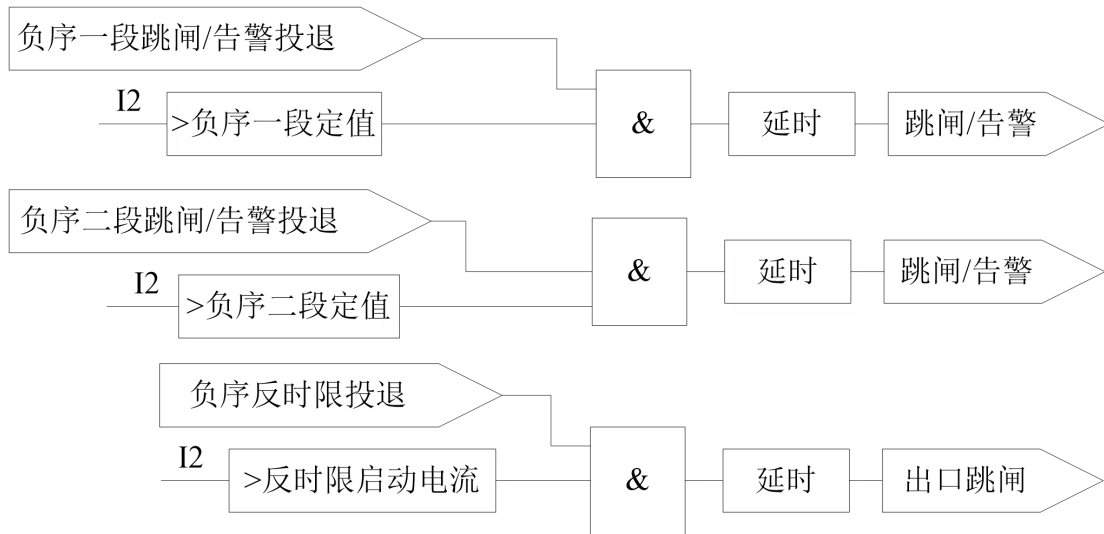 负序一段跳闸/告警投退
I2
>负序一段定值
&
延时
跳闸/告警
负序二段跳闸/告警投退
I2
>负序二段定值
&
延时
跳闸/告警
负序反时限投退
I2
>反时限启动电流
&
延时
出口跳闸